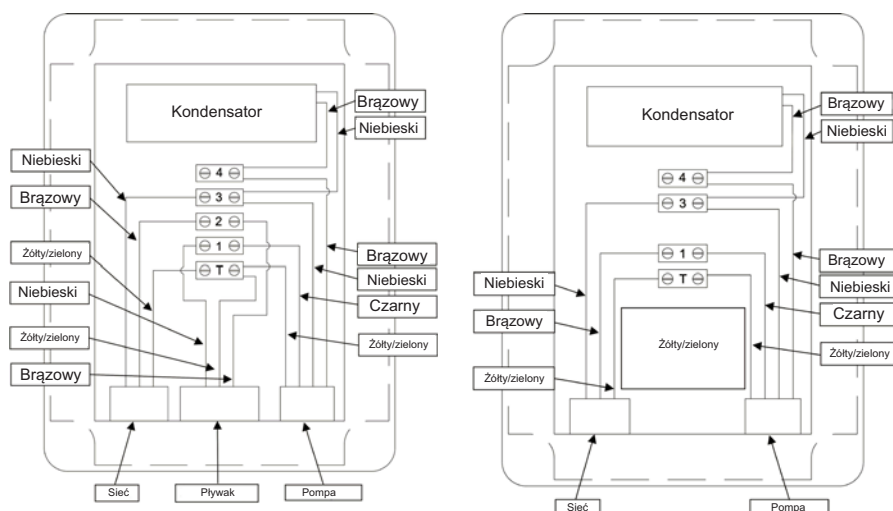 Kondensator
Brązowy
Niebieski
Niebieski
Brązowy
Żółty/zielony
Niebieski
Żółty/zielony
Brązowy
4
3
2
1
T
Brązowy
Niebieski
Czarny
Żółty/zielony
Sieć
Pływak
Pompa
Kondensator
Brązowy
Niebieski
4
3
1
T
Niebieski
Brązowy
Żółty/zielony
Żółty/zielony
Brązowy
Niebieski
Czarny
Żółty/zielony
Sieć
Pompa